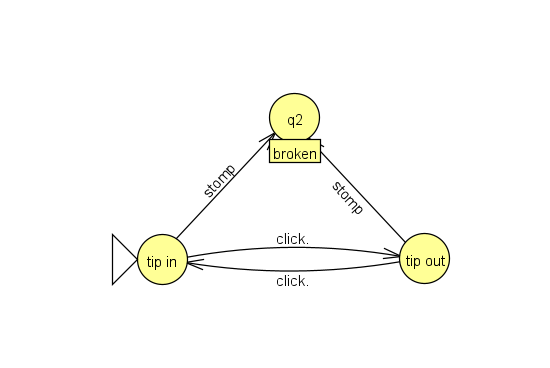 q2
broken
stomp
stomp
click.
tip in
tip out
click.